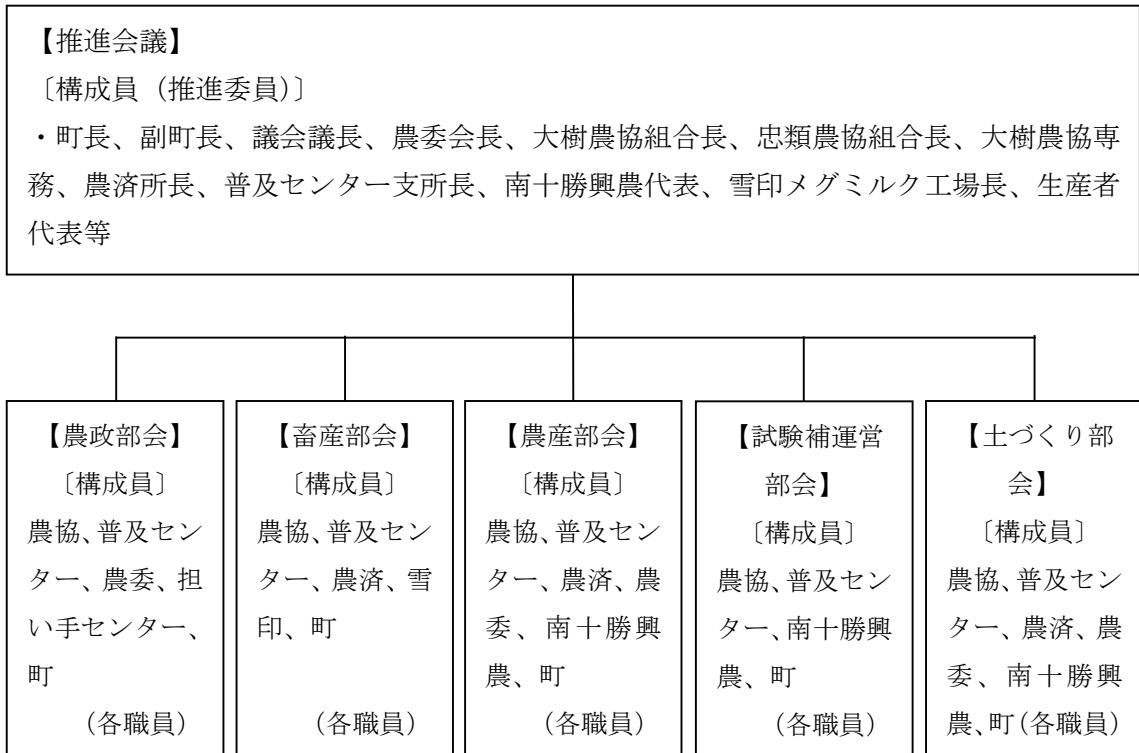 【推進会議】
〔構成員（推進委員）〕
・町長、副町長、議会議長、農委会長、大樹農協組合長、忠類農協組合長、大樹農協専
務、農済所長、普及センター支所長、南十勝興農代表、雪印メグミルク工場長、生産者
代表等
【農政部会】
〔構成員〕
農協、普及セン
ター、農委、担
い手センター、
町
（各職員）
【畜産部会】
〔構成員〕
農協、普及セン
ター、農済、雪
印、町
（各職員）
【農産部会】
〔構成員〕
農協、普及セン
ター、農済、農
委、南十勝興
農、町
（各職員）
【試験補運営
部会】
〔構成員〕
農協、普及セン
ター、南十勝興
農、町
（各職員）
【土づくり部
会】
〔構成員〕
農協、普及セン
ター、農済、農
委、南十勝興
農、町（各職員）